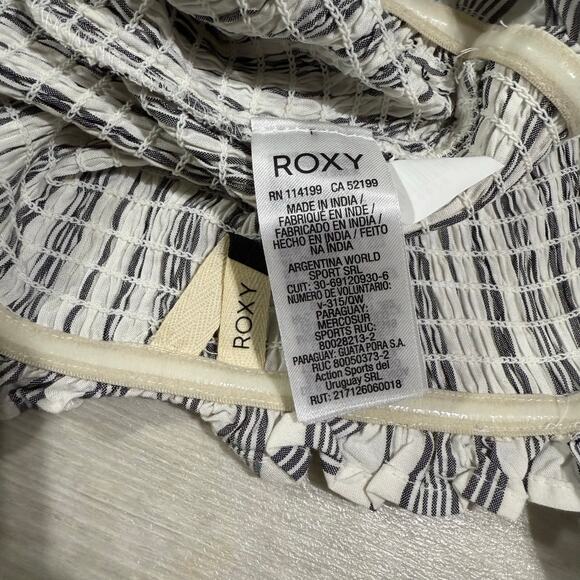 ROXY
RN 114199 CA 52199
MADE IN INDIA /
FABRIQUÉ EN INDE /
FABRICADO EN INDIA /
HECHO EN INDIA / FEITO
NA INDIA
ARGENTINA WORLD
SPORT SRL
CUIT: 30-69120930-6
NÚMERO DE VOLUNTARIO:
V-315/QW
PARAGUAY:
MERCOSUR
SPORTS RUC:
80028213-2
PARAGUAY: GUATA PORA S.A.
RUC 80050373-2
Action Sports del
Uruguay SRL
RUT: 217126060018
ROXY